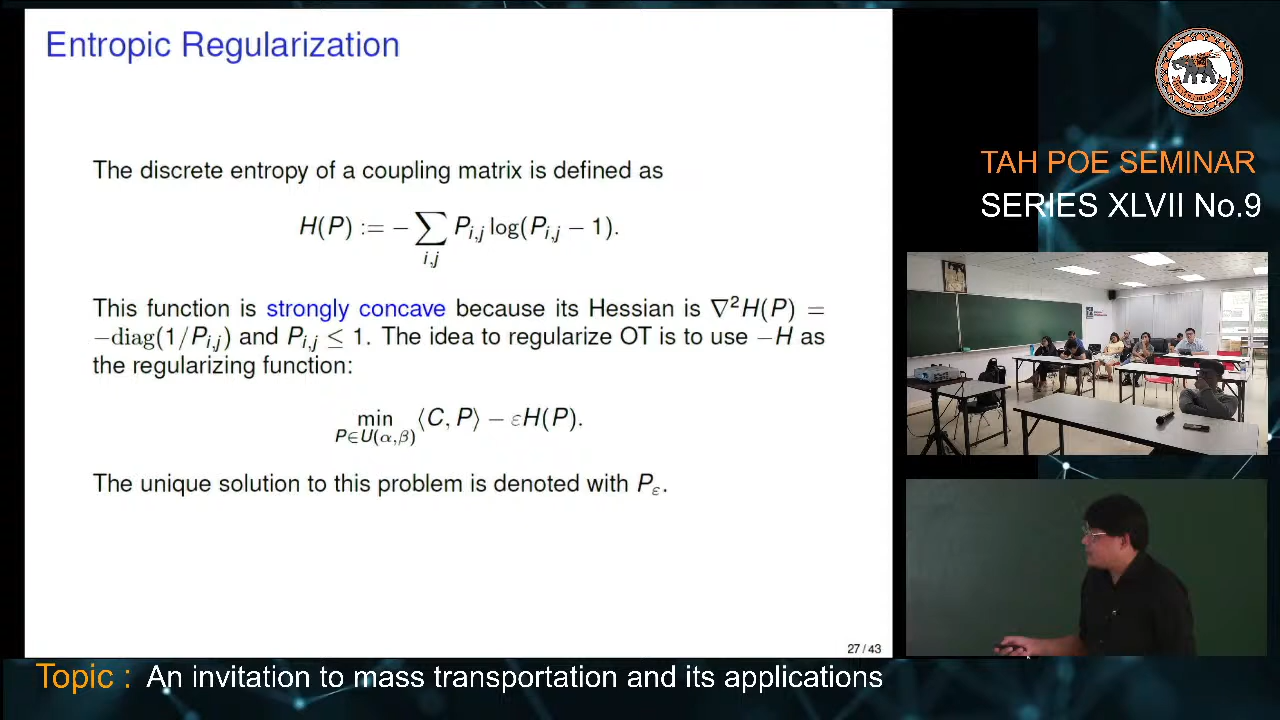 Entropic Regularization
The discrete entropy of a coupling matrix is defined as
H(P) := − ∑ P_{i,j} log(P_{i,j} − 1).
i,j
This function is strongly concave because its Hessian is ∇²H(P) =
−diag(1/P_{i,j}) and P_{i,j} ≤ 1. The idea to regularize OT is to use −H as
the regularizing function:
min ⟨C, P⟩ − εH(P).
P∈U(α,β)
The unique solution to this problem is denoted with P_ε.
27 / 43
TAH POE SEMINAR
SERIES XLVII No.9
Topic : An invitation to mass transportation and its applications